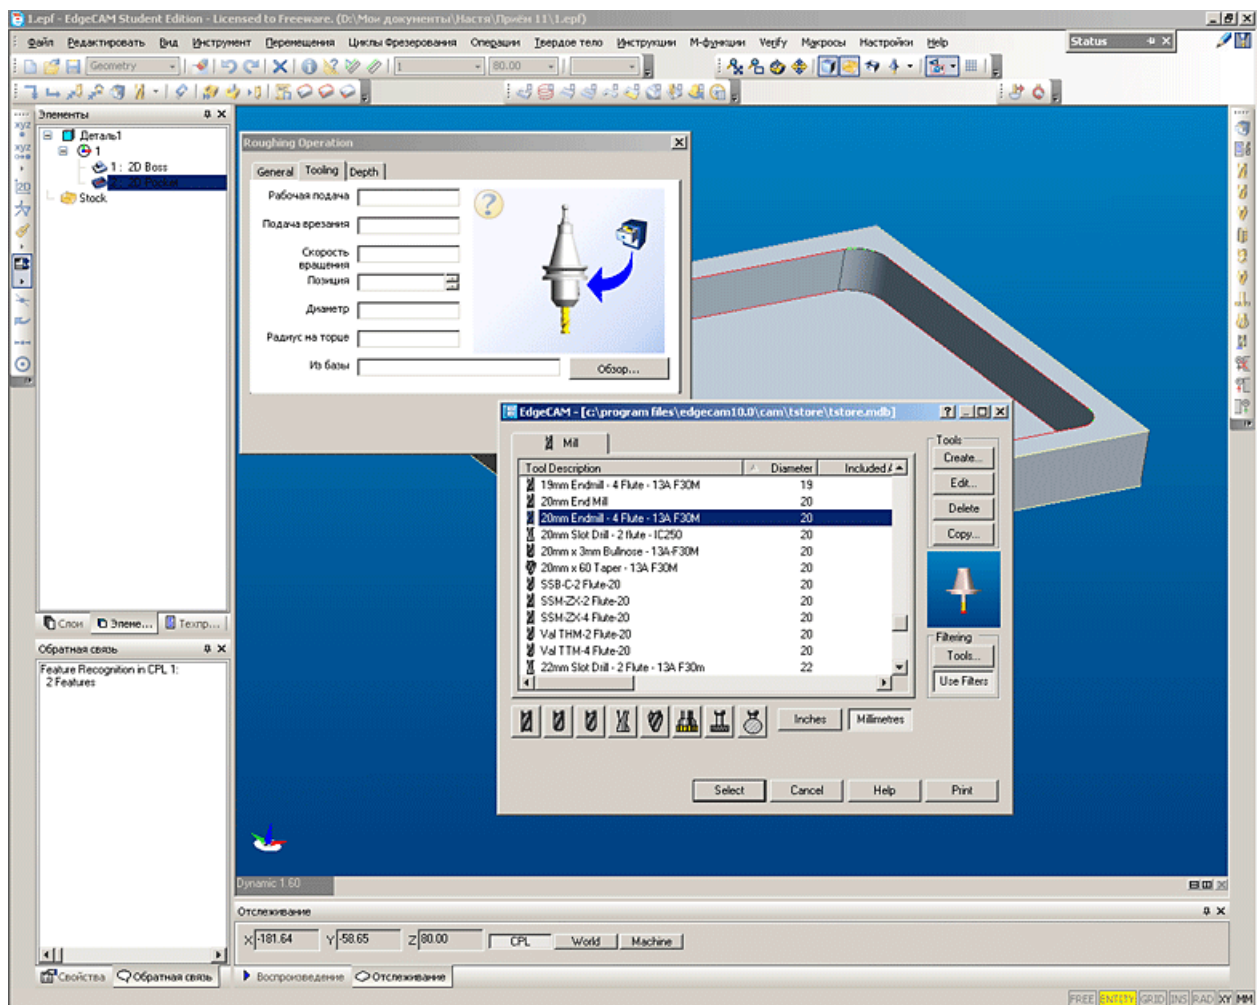 1.epf - EdgeCAM Student Edition - Licensed to Freeware. (D:\Мои документы\Настя\Приём 11\1.epf)
Файл Редактировать Вид Инструмент Перемещения Циклы Фрезерования Операции Твердое тело Инструкции М-функции Verify Макросы Настройки Help
Status
Geometry 1 80.00
Элементы
Деталь1
1
1 : 2D Boss
2 : 2D Pocket
Stock
Слои Элеме... Техпр...
Обратная связь
Feature Recognition in CPL 1:
2 Features
Свойства Обратная связь
Roughing Operation
General Tooling Depth
Рабочая подача
Подача врезания
Скорость
вращения
Позиция
Диаметр
Радиус на торце
Из базы Обзор...
EdgeCAM - [c:\program files\edgecam10.0\cam\tstore\tstore.mdb]
Mill
Tool Description Diameter Included A
19mm Endmill - 4 Flute - 13A F30M 19
20mm End Mill 20
20mm Endmill - 4 Flute - 13A F30M 20
20mm Slot Drill - 2 flute - IC250 20
20mm x 3mm Bullnose - 13A-F30M 20
20mm x 60 Taper - 13A F30M 20
SSB-C-2 Flute-20 20
SSM-ZX-2 Flute-20 20
SSM-ZX-4 Flute-20 20
Val THM-2 Flute-20 20
Val TTM-4 Flute-20 20
22mm Slot Drill - 2 Flute - 13A F30m 22
Tools
Create...
Edit...
Delete
Copy...
Filtering
Tools...
Use Filters
Inches Millimetres
Select Cancel Help Print
Dynamic 1.60
Отслеживание
X -181.64 Y -58.65 Z 80.00 CPL World Machine
Воспроизведение Отслеживание
FREE ENTITY GRID INS RAD XY MM